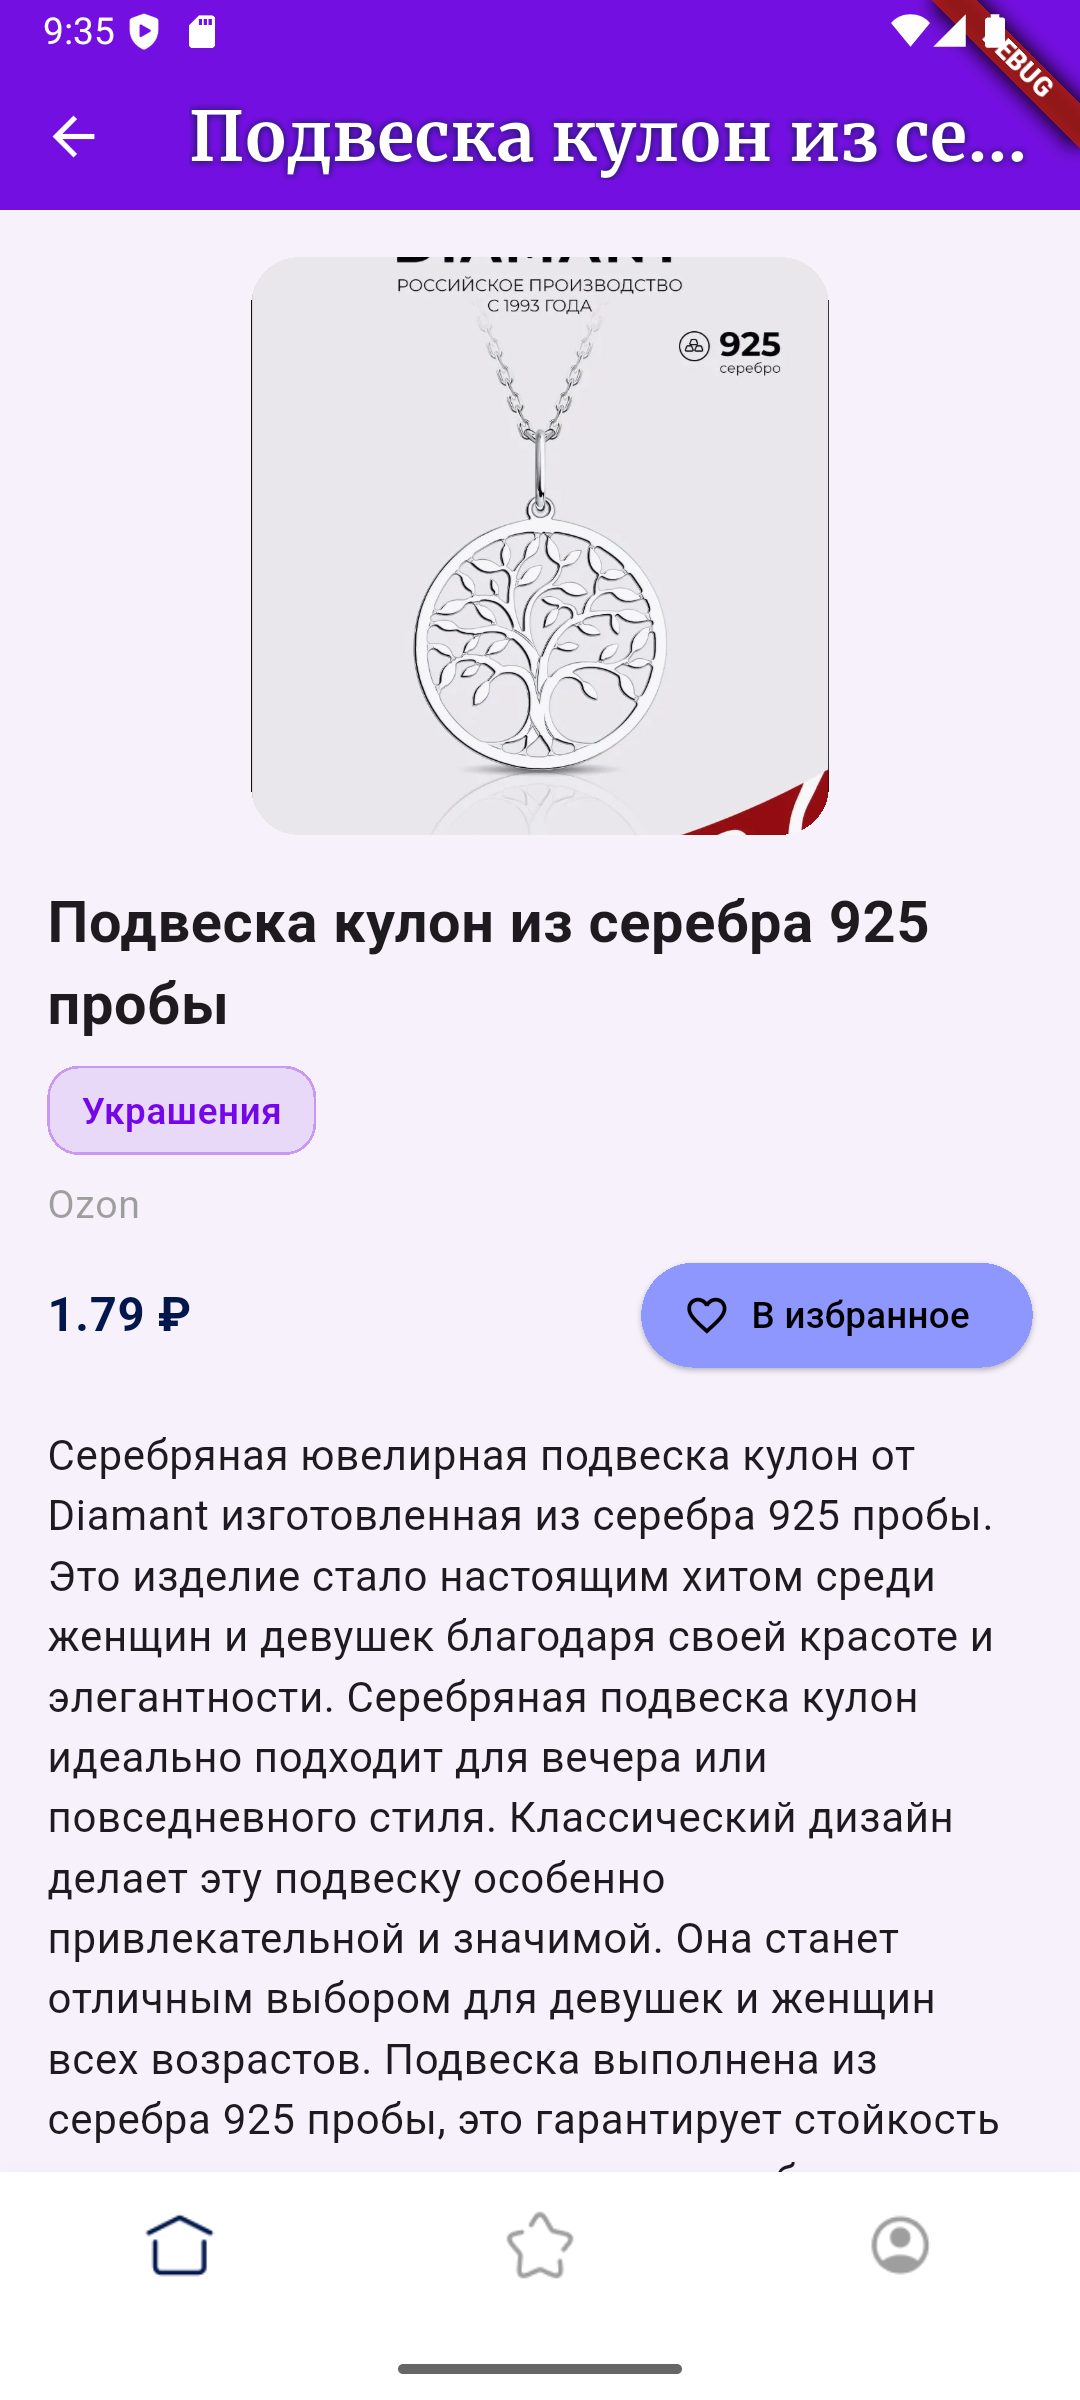 9:35
DEBUG
Подвеска кулон из се...
DIAMANT
РОССИЙСКОЕ ПРОИЗВОДСТВО
С 1993 ГОДА
925
серебро
Подвеска кулон из серебра 925
пробы
Украшения
Ozon
1.79 ₽
В избранное
Серебряная ювелирная подвеска кулон от
Diamant изготовленная из серебра 925 пробы.
Это изделие стало настоящим хитом среди
женщин и девушек благодаря своей красоте и
элегантности. Серебряная подвеска кулон
идеально подходит для вечера или
повседневного стиля. Классический дизайн
делает эту подвеску особенно
привлекательной и значимой. Она станет
отличным выбором для девушек и женщин
всех возрастов. Подвеска выполнена из
серебра 925 пробы, это гарантирует стойкость